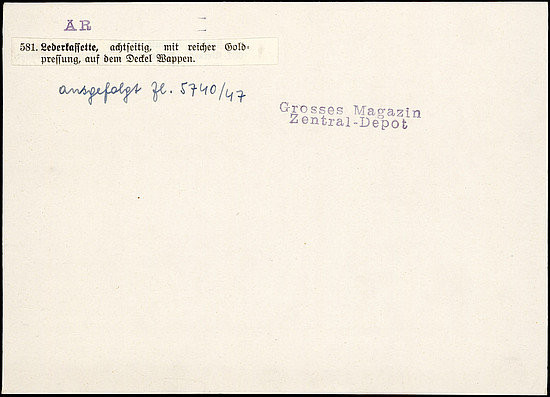 ÄR
581. Lederkassette, achtseitig, mit reicher Gold-
pressung, auf dem Deckel Wappen.
ausgefolgt Zl. 5740/47
Grosses Magazin
Zentral-Depot